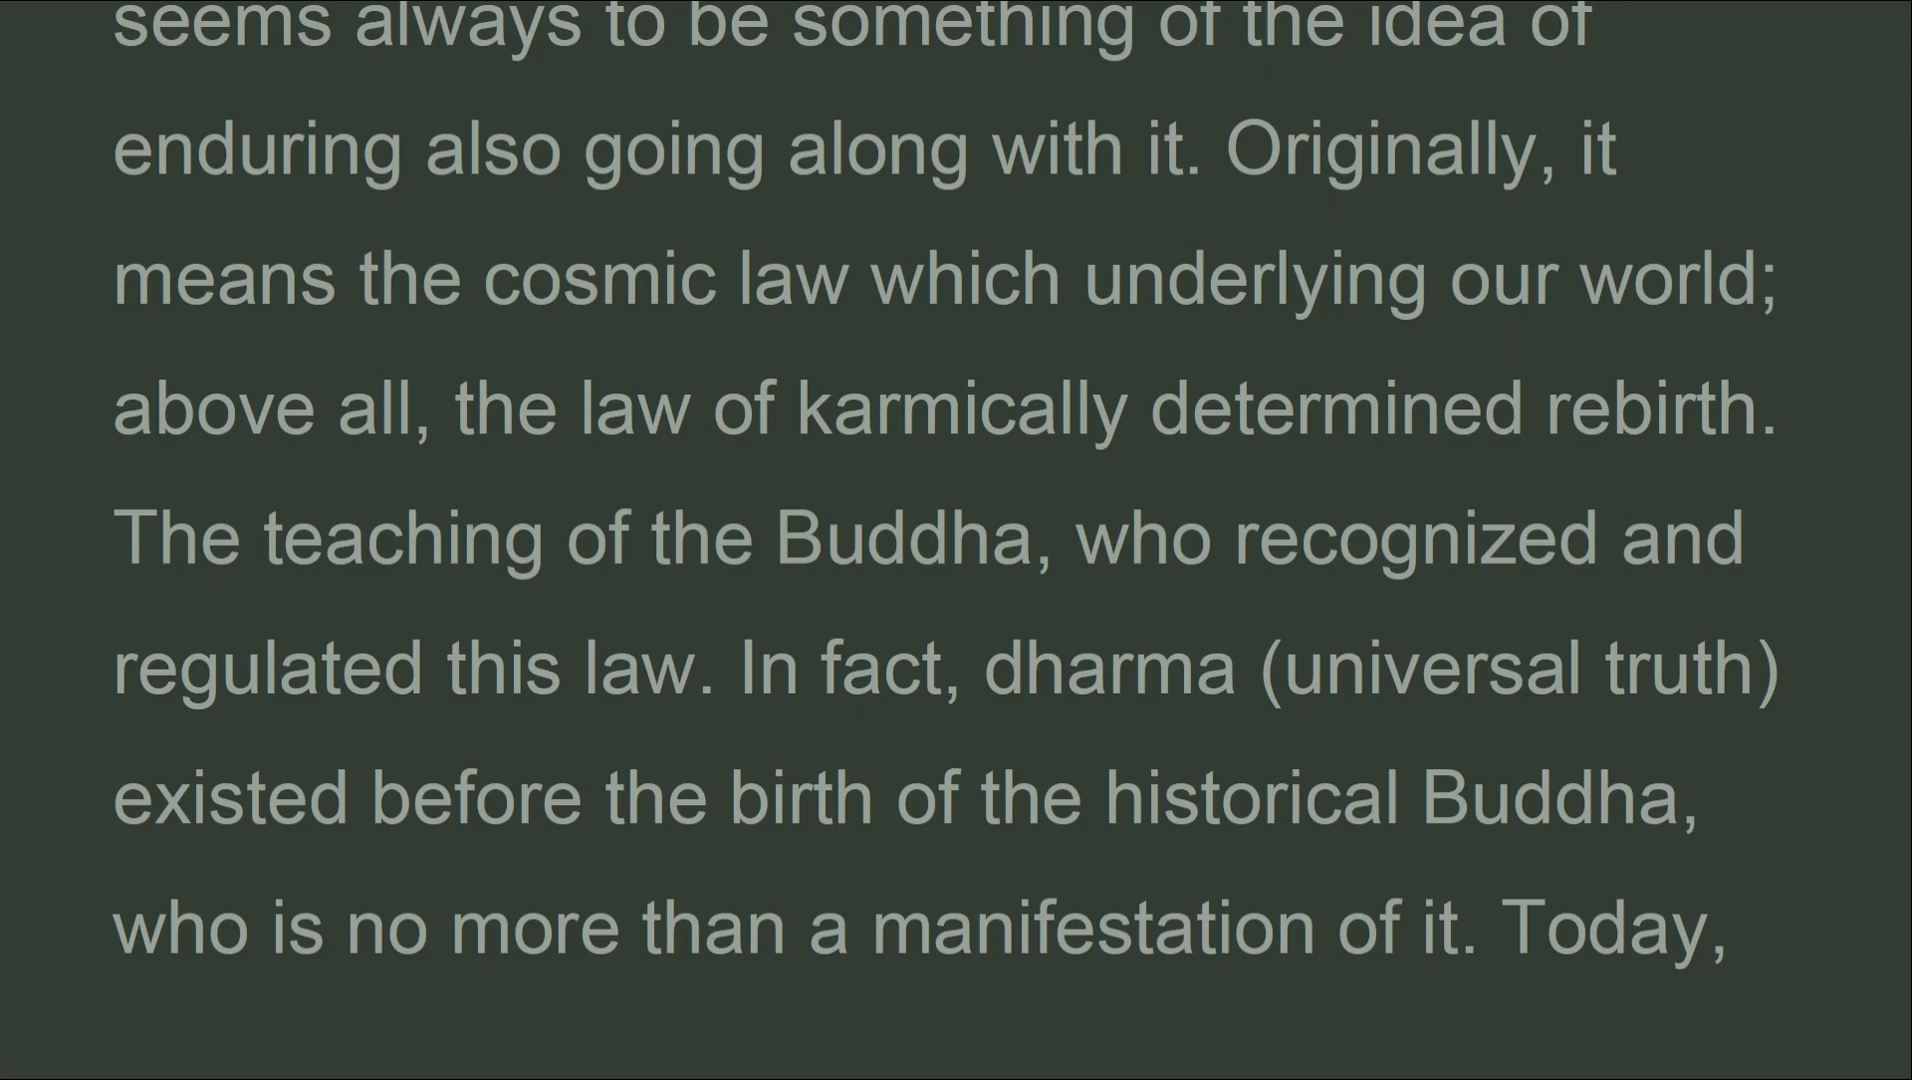 seems always to be something of the idea of
enduring also going along with it. Originally, it
means the cosmic law which underlying our world;
above all, the law of karmically determined rebirth.
The teaching of the Buddha, who recognized and
regulated this law. In fact, dharma (universal truth)
existed before the birth of the historical Buddha,
who is no more than a manifestation of it. Today,